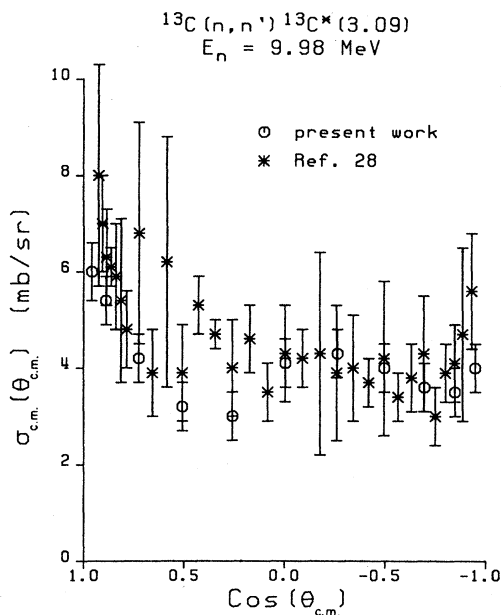 ¹³C(n,n')¹³C*(3.09)
Eₙ = 9.98 MeV
σc.m.(θc.m.) (mb/sr)
10
8
6
4
2
0
⊙ present work
✳ Ref. 28
1.0 0.5 0.0 -0.5 -1.0
Cos(θc.m.)